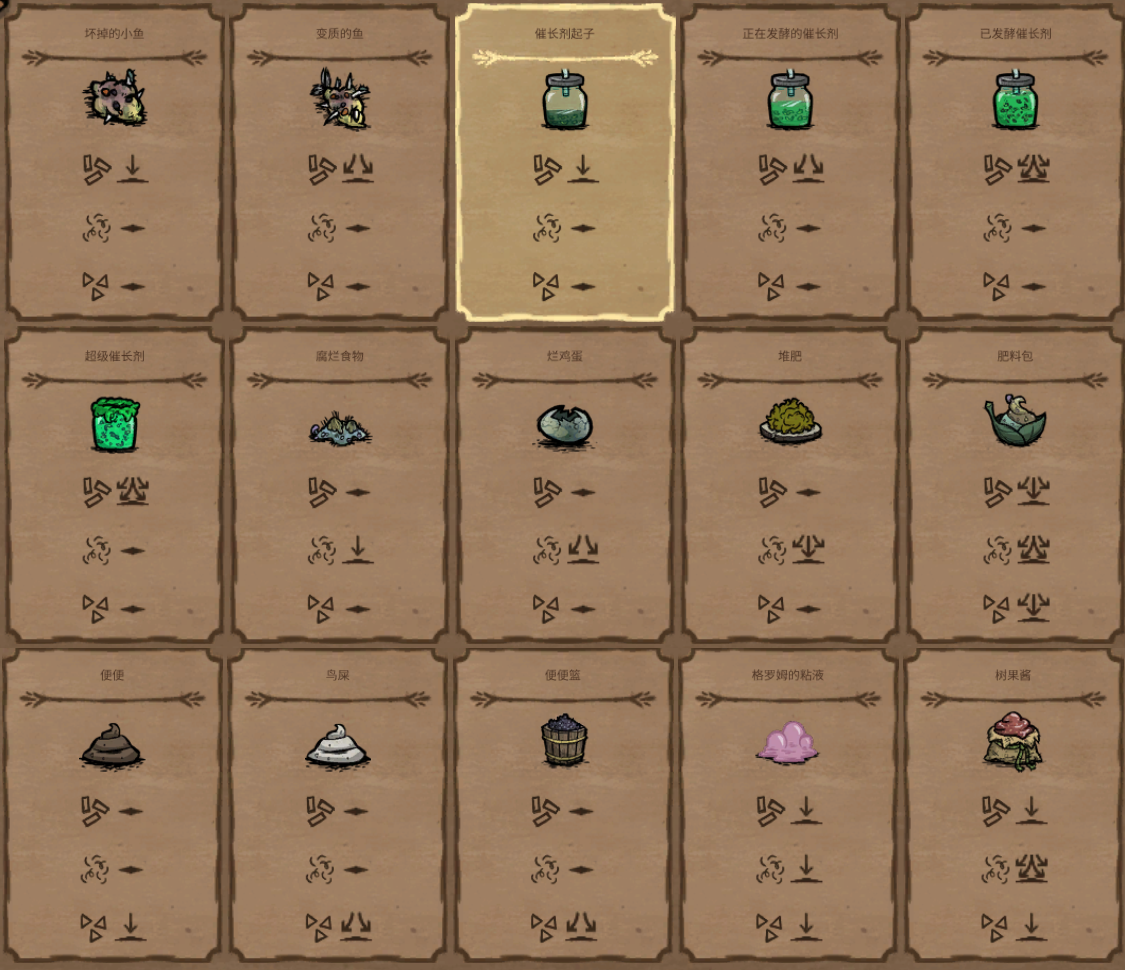 坏掉的小鱼
变质的鱼
催长剂起子
正在发酵的催长剂
已发酵催长剂
超级催长剂
腐烂食物
烂鸡蛋
堆肥
肥料包
便便
鸟屎
便便篮
格罗姆的粘液
树果酱